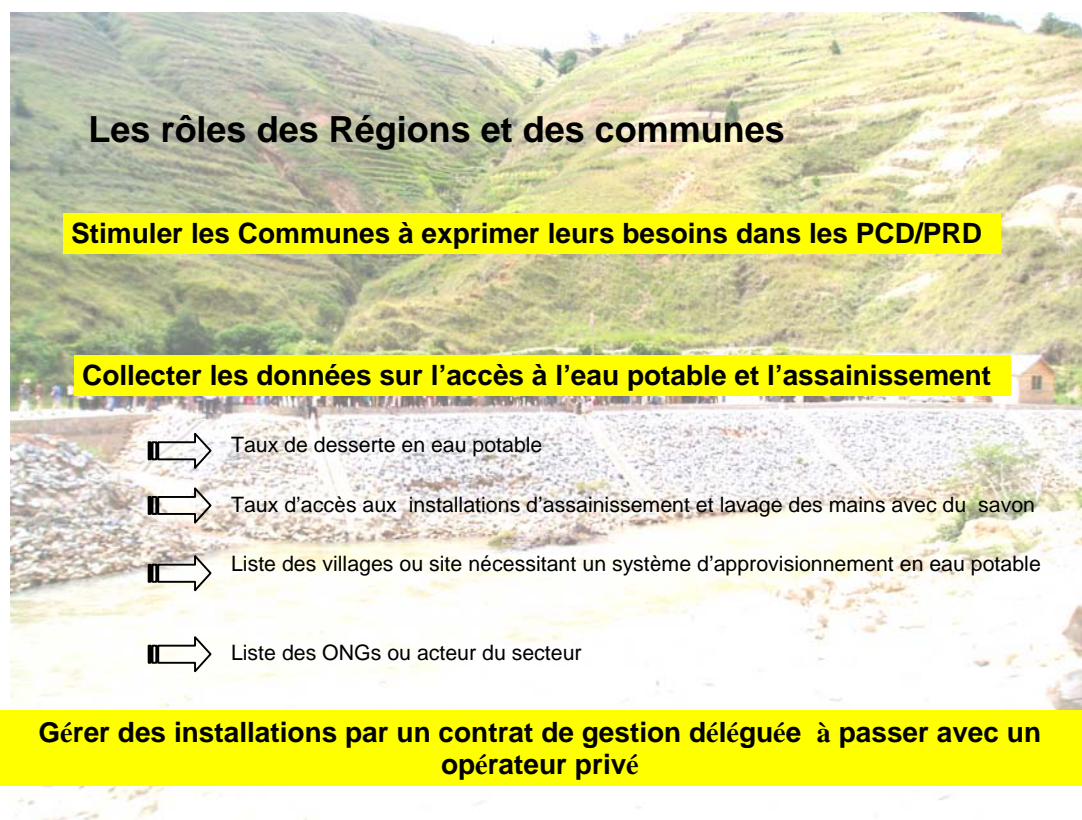 Les rôles des Régions et des communes
Stimuler les Communes à exprimer leurs besoins dans les PCD/PRD
Collecter les données sur l’accès à l’eau potable et l’assainissement
Taux de desserte en eau potable
Taux d’accès aux  installations d’assainissement et lavage des mains avec du  savon
Liste des villages ou site nécessitant un système d’approvisionnement en eau potable
Liste des ONGs ou acteur du secteur
Gérer des installations par un contrat de gestion déléguée  à passer avec un
opérateur privé